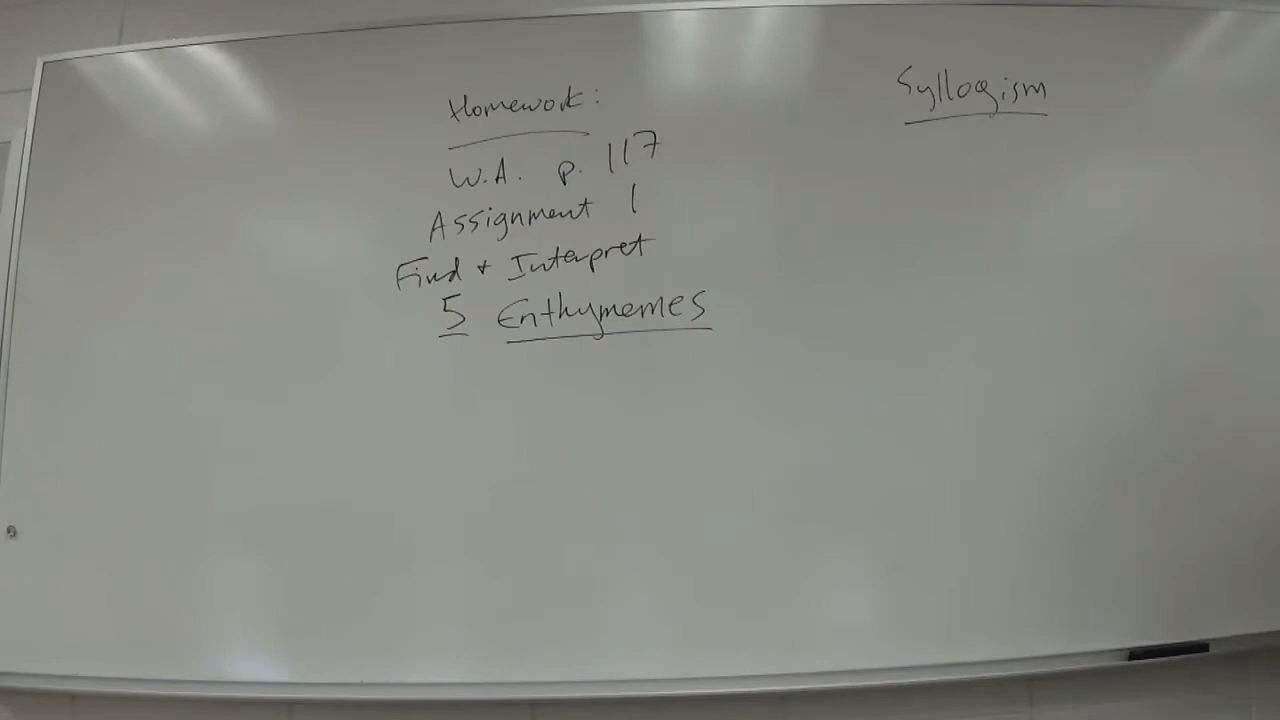 Homework:
W.A. p. 117
Assignment 1
Find + Interpret
5 Enthymemes
Syllogism